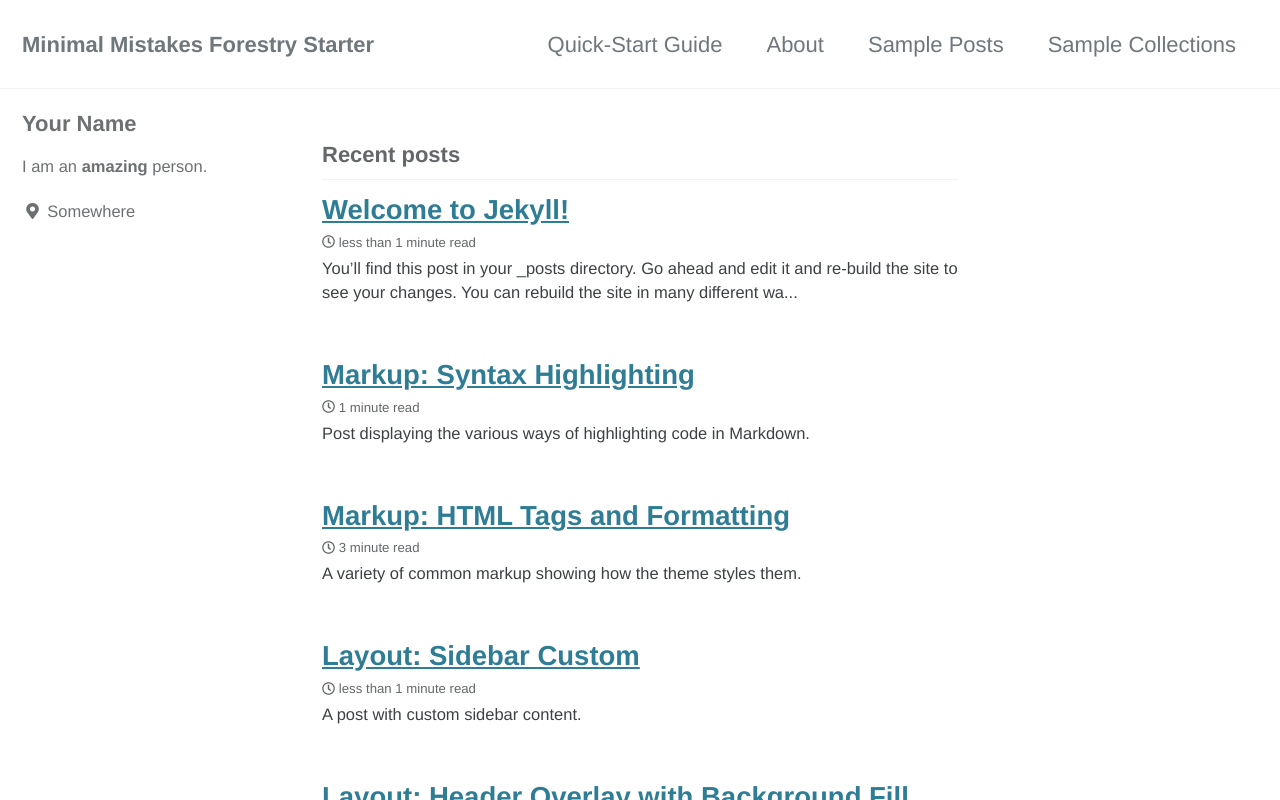 Minimal Mistakes Forestry Starter
Quick-Start Guide
About
Sample Posts
Sample Collections
Your Name
I am an amazing person.
Somewhere
Recent posts
Welcome to Jekyll!
less than 1 minute read
You’ll find this post in your _posts directory. Go ahead and edit it and re-build the site to
see your changes. You can rebuild the site in many different wa...
Markup: Syntax Highlighting
1 minute read
Post displaying the various ways of highlighting code in Markdown.
Markup: HTML Tags and Formatting
3 minute read
A variety of common markup showing how the theme styles them.
Layout: Sidebar Custom
less than 1 minute read
A post with custom sidebar content.
Layout: Header Overlay with Background Fill